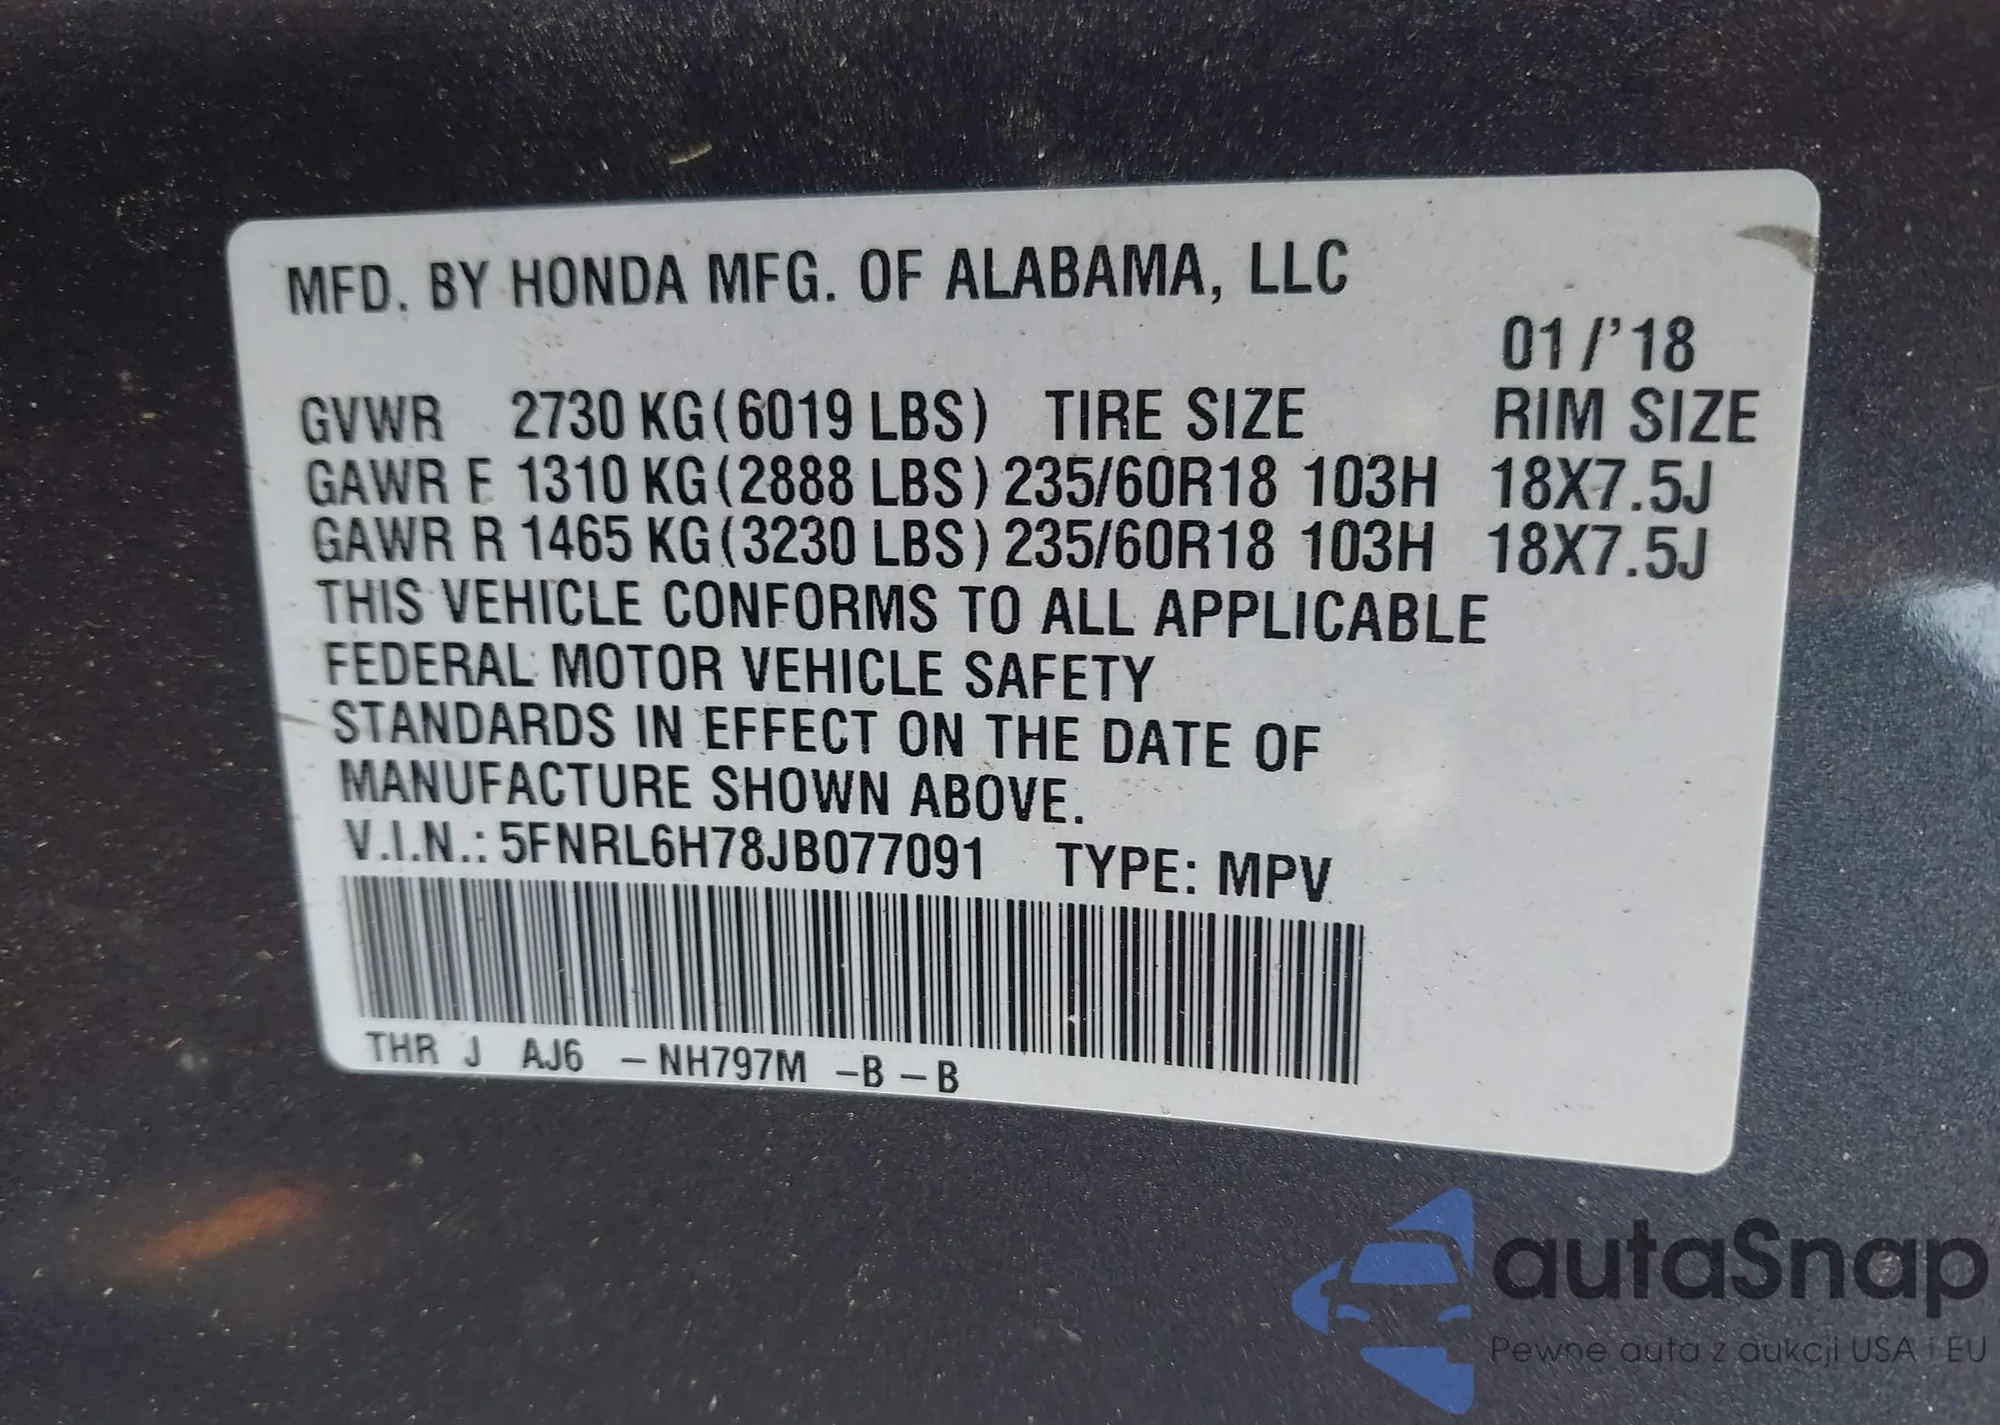 MFD. BY HONDA MFG. OF ALABAMA, LLC
01/'18
GVWR 2730 KG(6019 LBS) TIRE SIZE RIM SIZE
GAWR F 1310 KG(2888 LBS) 235/60R18 103H 18X7.5J
GAWR R 1465 KG(3230 LBS) 235/60R18 103H 18X7.5J
THIS VEHICLE CONFORMS TO ALL APPLICABLE
FEDERAL MOTOR VEHICLE SAFETY
STANDARDS IN EFFECT ON THE DATE OF
MANUFACTURE SHOWN ABOVE.
V.I.N.: 5FNRL6H78JB077091 TYPE: MPV
THR J AJ6 -NH797M -B -B
autaSnap
Pewne auta z aukcji USA i EU